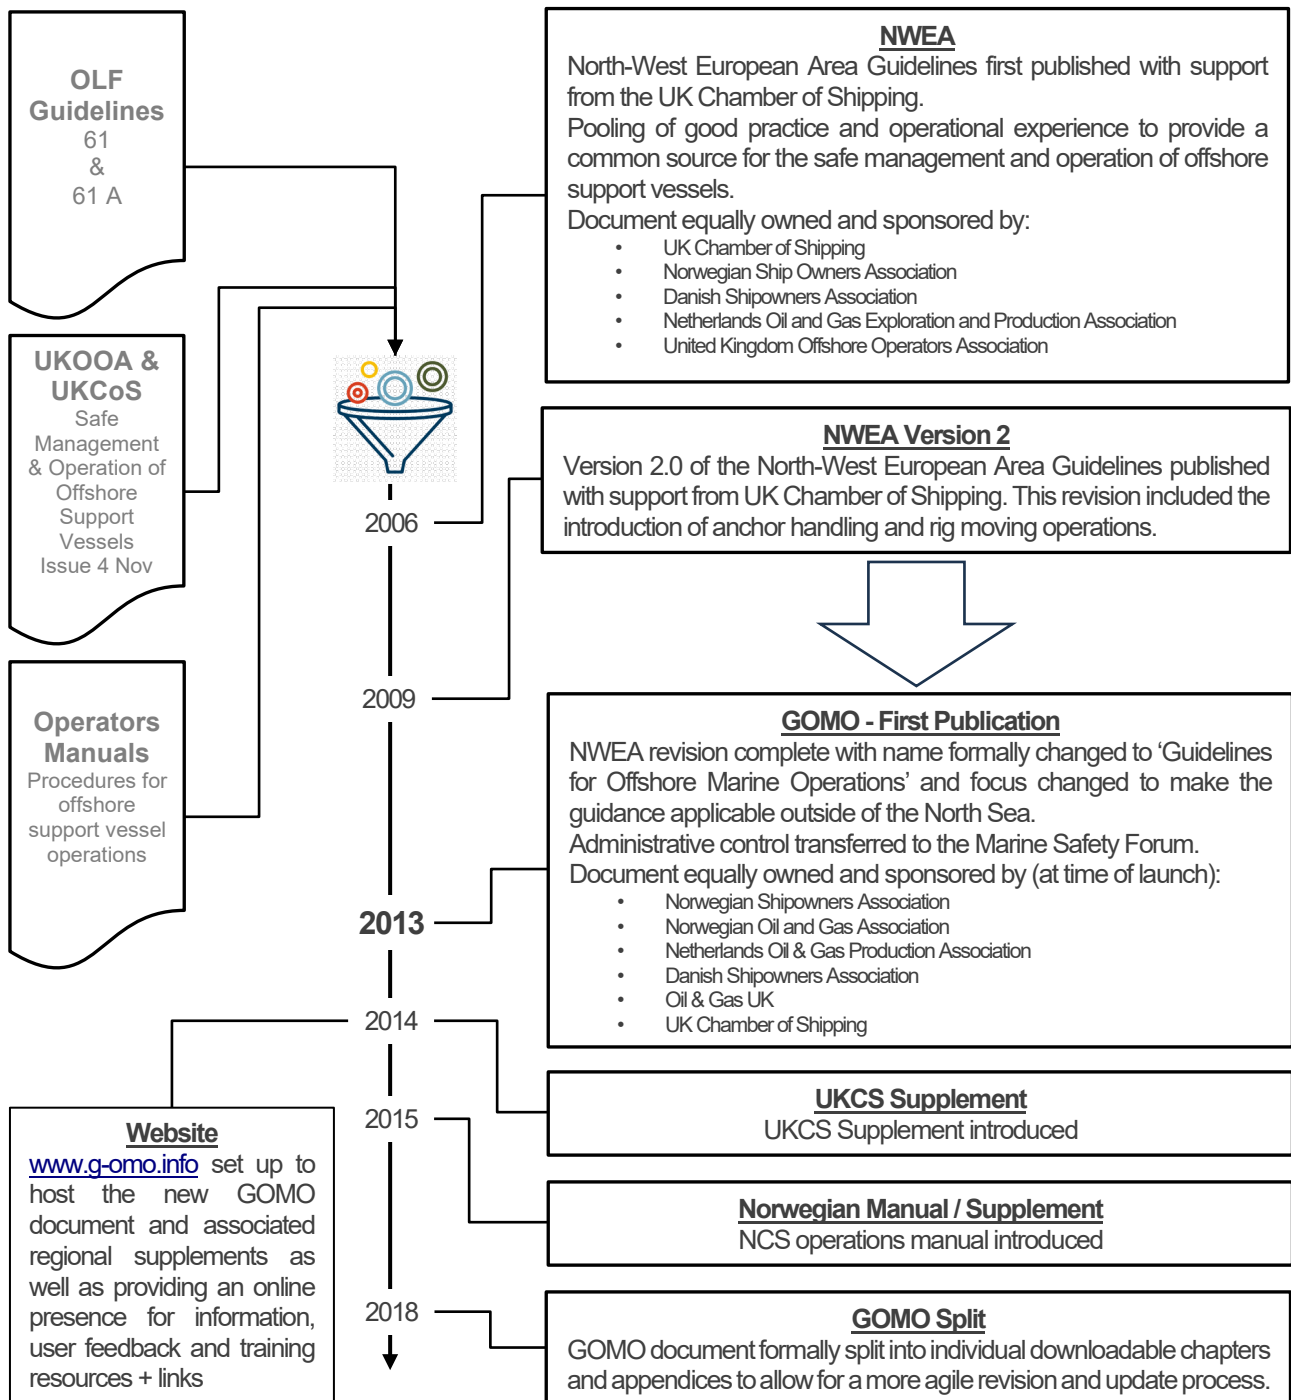 OLF
Guidelines
61
&
61 A
UKOOA &
UKCoS
Safe
Management
& Operation of
Offshore
Support
Vessels
Issue 4 Nov
Operators
Manuals
Procedures for
offshore
support vessel
operations
NWEA
North-West European Area Guidelines first published with support
from the UK Chamber of Shipping.
Pooling of good practice and operational experience to provide a
common source for the safe management and operation of offshore
support vessels.
Document equally owned and sponsored by:
• UK Chamber of Shipping
• Norwegian Ship Owners Association
• Danish Shipowners Association
• Netherlands Oil and Gas Exploration and Production Association
• United Kingdom Offshore Operators Association
2006
NWEA Version 2
Version 2.0 of the North-West European Area Guidelines published
with support from UK Chamber of Shipping. This revision included the
introduction of anchor handling and rig moving operations.
2009
GOMO - First Publication
NWEA revision complete with name formally changed to ‘Guidelines
for Offshore Marine Operations’ and focus changed to make the
guidance applicable outside of the North Sea.
Administrative control transferred to the Marine Safety Forum.
Document equally owned and sponsored by (at time of launch):
• Norwegian Shipowners Association
• Norwegian Oil and Gas Association
• Netherlands Oil & Gas Production Association
• Danish Shipowners Association
• Oil & Gas UK
• UK Chamber of Shipping
2013
2014
UKCS Supplement
UKCS Supplement introduced
Website
www.g-omo.info set up to
host the new GOMO
document and associated
regional supplements as
well as providing an online
presence for information,
user feedback and training
resources + links
2015
Norwegian Manual / Supplement
NCS operations manual introduced
2018
GOMO Split
GOMO document formally split into individual downloadable chapters
and appendices to allow for a more agile revision and update process.